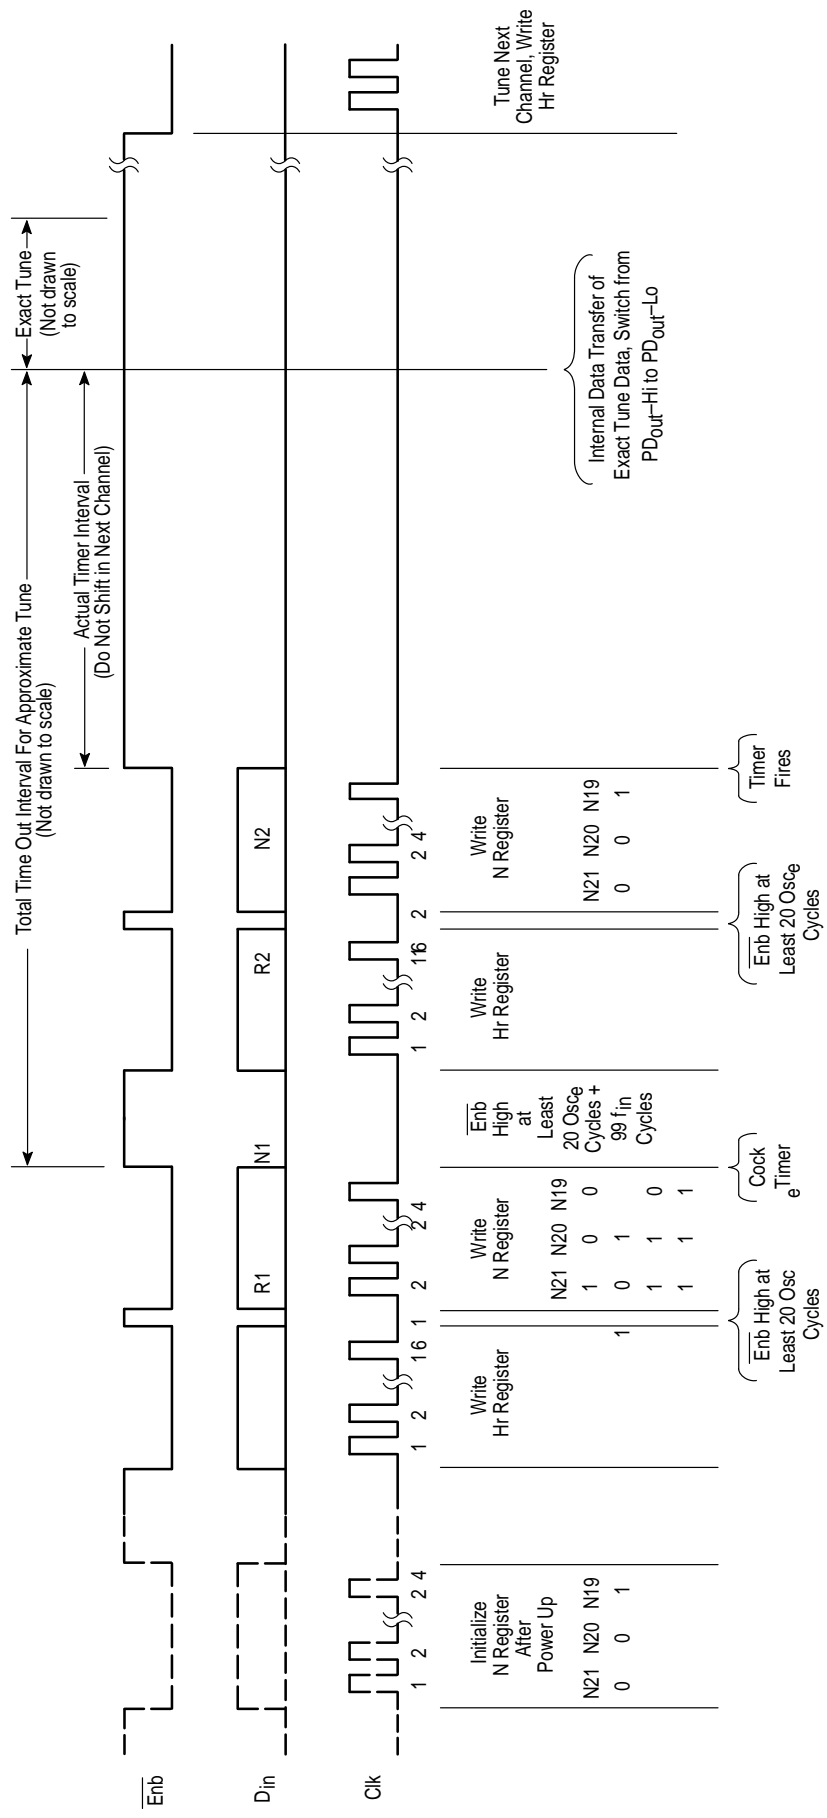 Total Time Out Interval For Approximate Tune
(Not drawn to scale)
Exact Tune
(Not drawn
to scale)
Actual Timer Interval
(Do Not Shift in Next Channel)
Enb
Din
R1
N1
R2
N2
Clk
1 2 2 4
1 2 1 6
1 2 2 4
1 2 116
2 2 4
Initialize
N Register
After
Power Up
N21 N20 N19
0 0 1
Write
Hr Register
Write
N Register
N21 N20 N19
1 0 0
1 0 1
1 1 0
1 1 1
Enb
High
at
Least
20 Osce
Cycles +
99 fin
Cycles
Write
Hr Register
Write
N Register
N21 N20 N19
0 0 1
Tune Next
Channel, Write
Hr Register
Internal Data Transfer of
Exact Tune Data, Switch from
PDout–Hi to PDout–Lo
Enb High at
Least 20 Osc
Cycles
Cock
eTimer
Enb High at
Least 20 Osce
Cycles
Timer
Fires